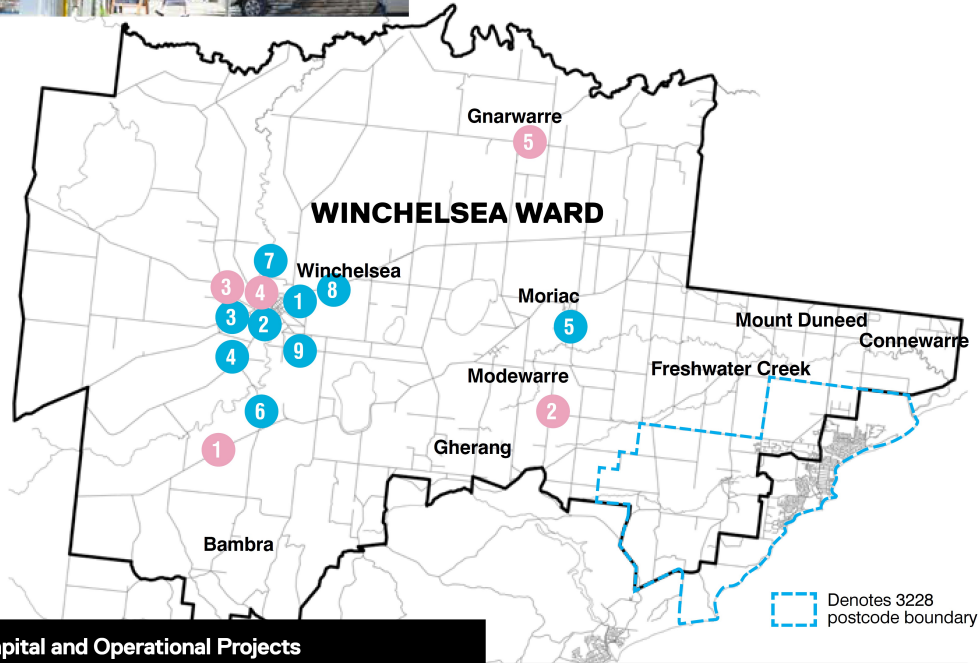 Gnarwarre
5
WINCHELSEA WARD
7
Winchelsea
3
4
1
8
3
2
4
9
6
1
Moriac
5
Mount Duneed
Connewarre
Freshwater Creek
Modewarre
2
Gherang
Bambra
Denotes 3228
postcode boundary
pital and Operational Projects